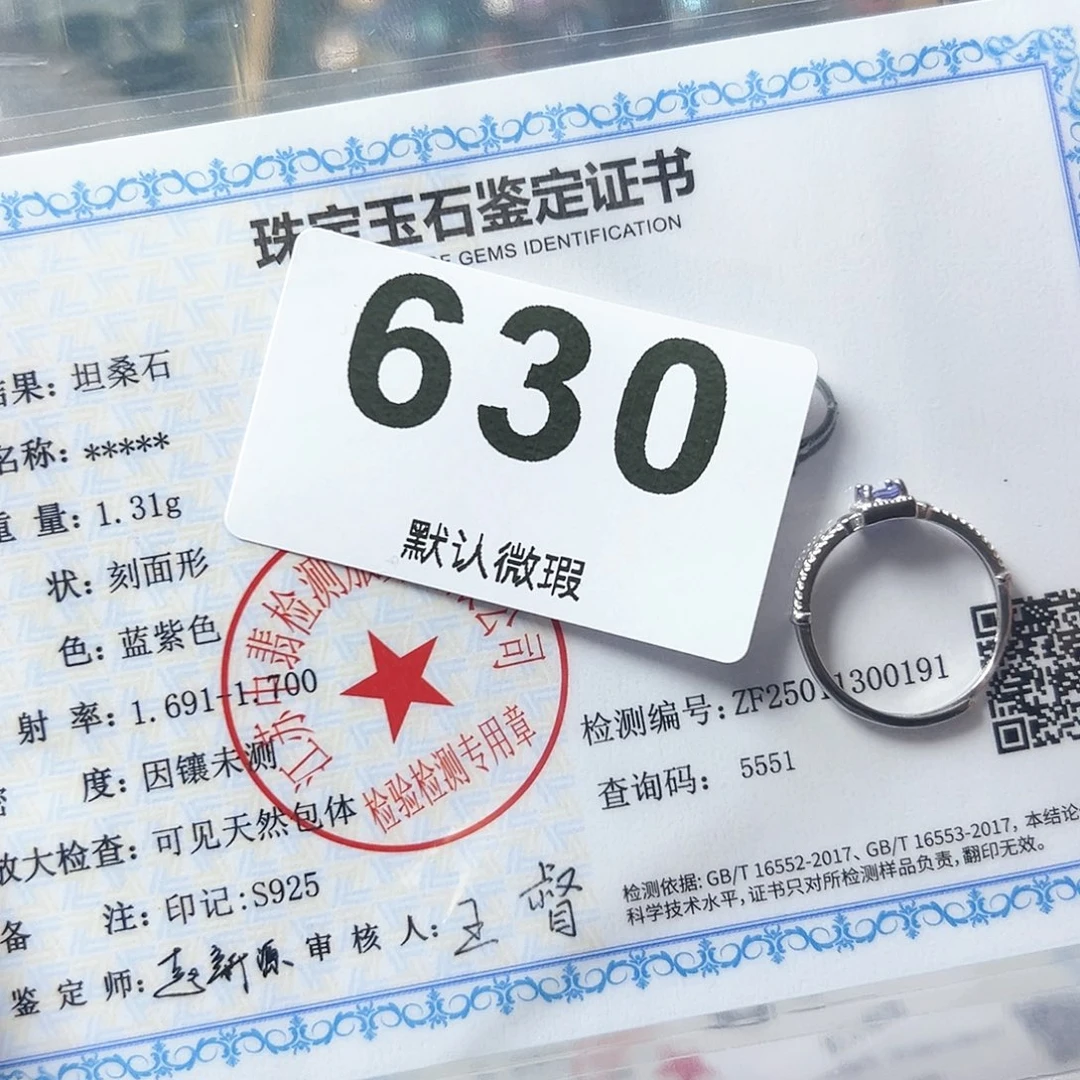 珠宝玉石鉴定证书
GEMS IDENTIFICATION
630
默认微瑕
结果: 坦桑石
名称: *****
重 量: 1.31g
状: 刻面形
色: 蓝紫色
射 率: 1.691-1.700
度: 因镶未测
放大检查: 可见天然包体
备 注: 印记:S925
鉴 定 师: 审 核 人:
检验检测专用章
检测编号: ZF250 1300191
查询码: 5551
检测依据: GB/T 16552-2017、GB/T 16553-2017, 本结论
科学技术水平, 证书只对所检测样品负责, 翻印无效。